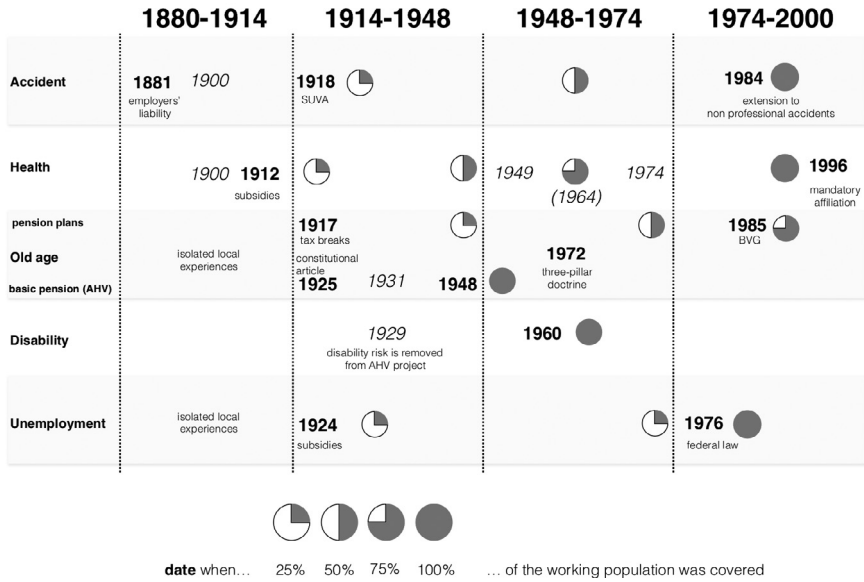 1880-1914 1914-1948 1948-1974 1974-2000
Accident
1881 1900
employers'
liability
1918
SUVA
1984
extension to
non professional accidents
Health
1900 1912
subsidies
1949
(1964)
1974
1996
mandatory
affiliation
pension plans
Old age
basic pension (AHV)
isolated local
experiences
1917
tax breaks
constitutional
article
1925 1931 1948
1972
three-pillar
doctrine
1985
BVG
Disability
1929
disability risk is removed
from AHV project
1960
Unemployment
isolated local
experiences
1924
subsidies
1976
federal law
date when... 25% 50% 75% 100% ... of the working population was covered